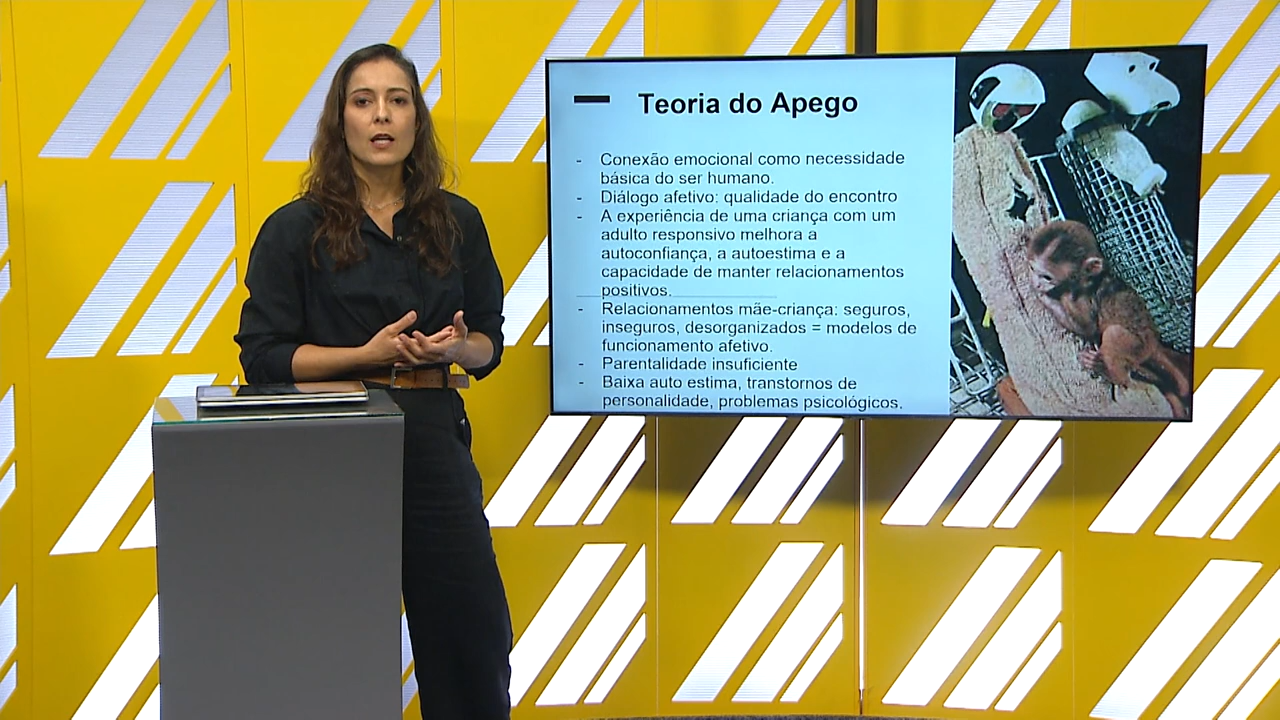 Teoria do Apego
- Conexão emocional como necessidade
básica do ser humano.
- Diálogo afetivo: qualidade do encontro
- A experiência de uma criança com um
adulto responsivo melhora a
autoconfiança, a autoestima e a
capacidade de manter relacionamentos
positivos.
- Relacionamentos mãe-criança: seguros,
inseguros, desorganizados = modelos de
funcionamento afetivo.
- Parentalidade insuficiente
- Baixa auto estima, transtornos de
personalidade, problemas psicológicos.